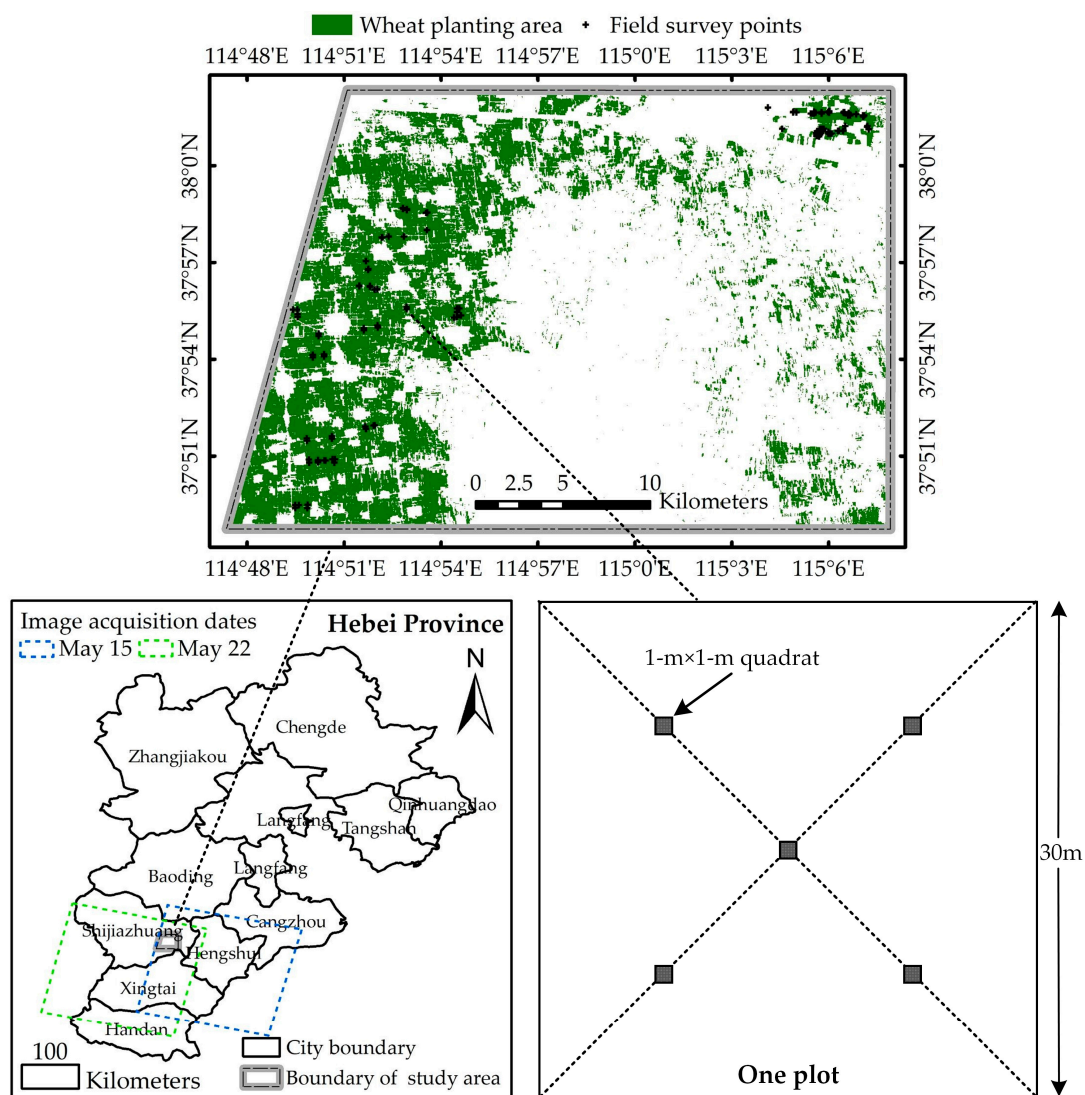 Wheat planting area + Field survey points
114°48'E 114°51'E 114°54'E 114°57'E 115°0'E 115°3'E 115°6'E
38°0'N 38°0'N
37°57'N 37°57'N
37°54'N 37°54'N
37°51'N 37°51'N
0 2.5 5 10
Kilometers
114°48'E 114°51'E 114°54'E 114°57'E 115°0'E 115°3'E 115°6'E
Image acquisition dates
Hebei Province
May 15 May 22
N
Chengde
Zhangjiakou
Qinhuangdao
Langfang
Tangshan
Baoding
Langfang
Cangzhou
Shijiazhuang
Hengshui
Xingtai
Handan
City boundary
100
Kilometers
Boundary of study area
1-m×1-m quadrat
30m
One plot